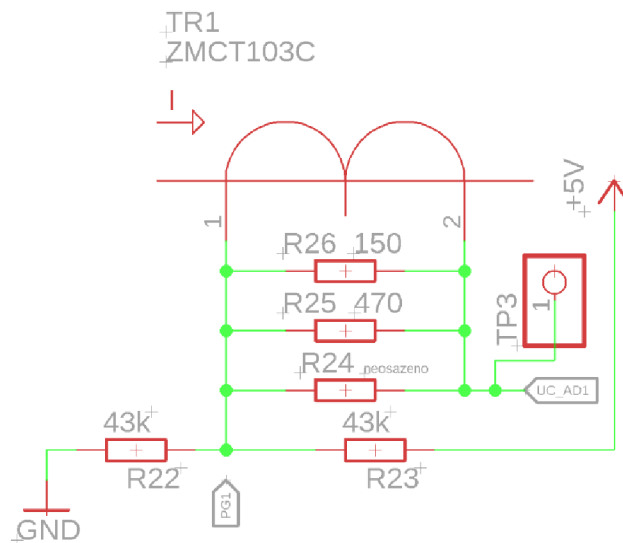 TR1
ZMCT103C
I
+5V
1
2
R26 150
R25 470
TP3
1
R24 neosazeno
UC_AD1
43k
43k
R22
R23
PG1
GND